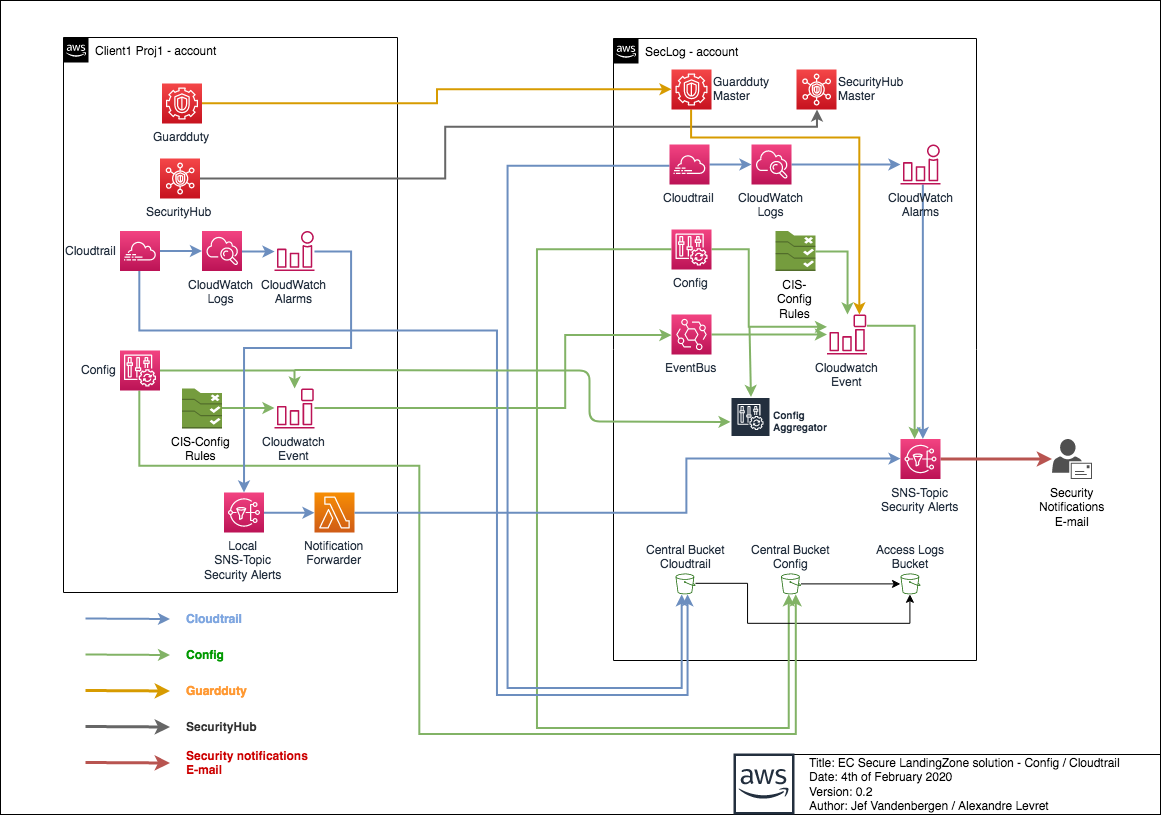 aws
Client1 Proj1 - account
Guardduty
SecurityHub
Cloudtrail
CloudWatch
Logs
CloudWatch
Alarms
Config
CIS-Config
Rules
Cloudwatch
Event
Local
SNS-Topic
Security Alerts
Notification
Forwarder
aws
SecLog - account
Guardduty
Master
SecurityHub
Master
Cloudtrail
CloudWatch
Logs
CloudWatch
Alarms
Config
CIS-
Config
Rules
EventBus
Cloudwatch
Event
Config
Aggregator
SNS-Topic
Security Alerts
Security
Notifications
E-mail
Central Bucket
Cloudtrail
Central Bucket
Config
Access Logs
Bucket
Cloudtrail
Config
Guardduty
SecurityHub
Security notifications
E-mail
aws
Title: EC Secure LandingZone solution - Config / Cloudtrail
Date: 4th of February 2020
Version: 0.2
Author: Jef Vandenbergen / Alexandre Levret